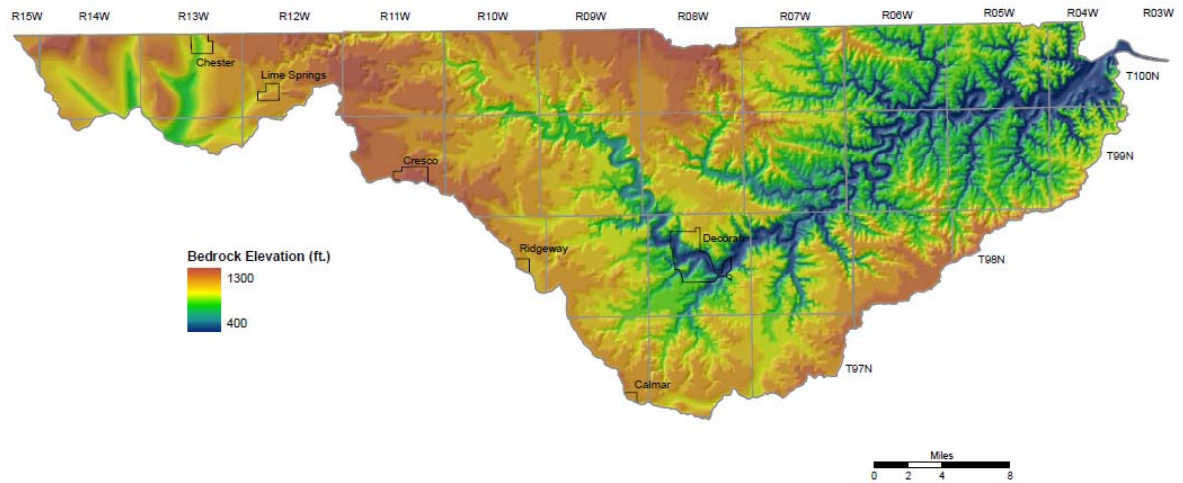 R15W R14W R13W R12W R11W R10W R09W R08W R07W R06W R05W R04W R03W
Chester
Lime Springs
T100N
T99N
Cresco
Decorah
Ridgeway
T98N
Bedrock Elevation (ft.)
1300
400
T97N
Calmar
Miles
0 2 4 8